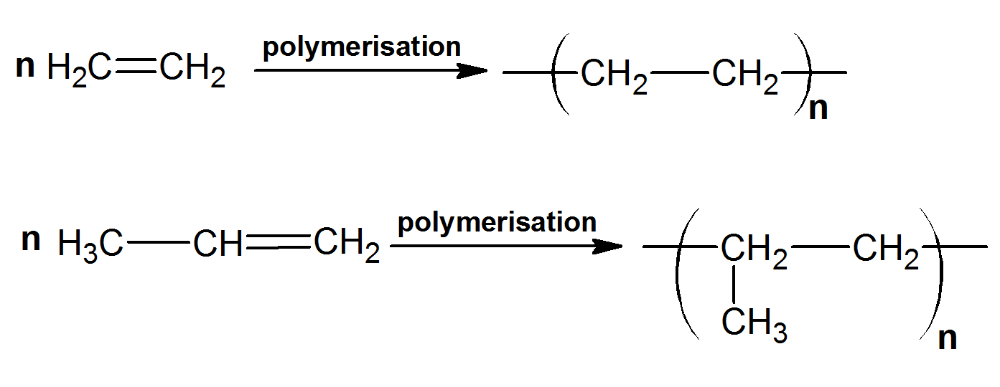 n H₂C=CH₂ polymerisation —(CH₂—CH₂)—n
n H₃C—CH=CH₂ polymerisation —(CH₂—CH₂)—n
CH₃